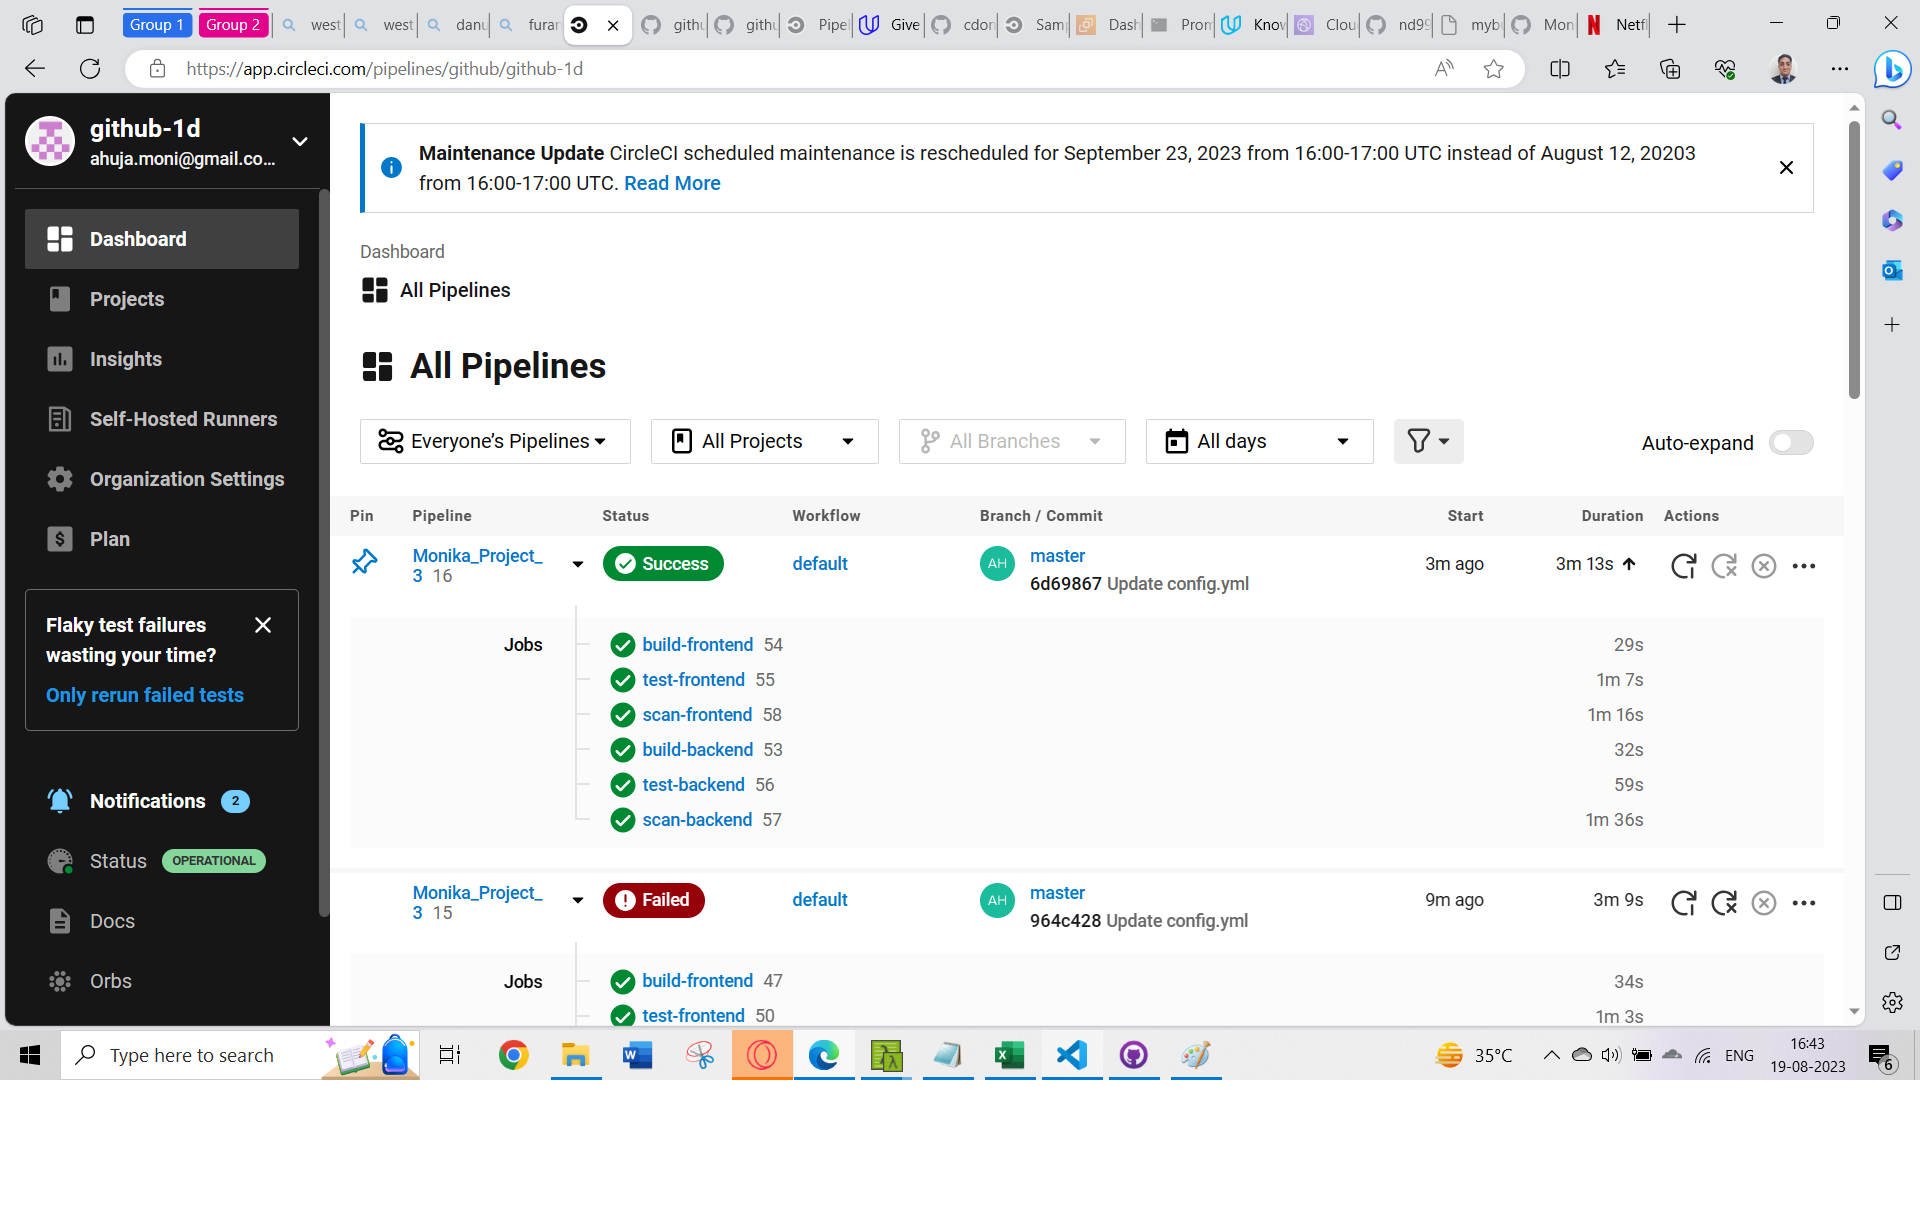 Group 1 Group 2 west west danu furan githu githu Pipel Give cdor Sam Dash Pron Knov Clou nd99 mybu Mon Netfl
https://app.circleci.com/pipelines/github/github-1d
github-1d
ahuja.moni@gmail.co...
Dashboard
Projects
Insights
Self-Hosted Runners
Organization Settings
Plan
Flaky test failures
wasting your time?
Only rerun failed tests
Notifications 2
Status OPERATIONAL
Docs
Orbs
Maintenance Update CircleCI scheduled maintenance is rescheduled for September 23, 2023 from 16:00-17:00 UTC instead of August 12, 20203
from 16:00-17:00 UTC. Read More
Dashboard
All Pipelines
All Pipelines
Everyone's Pipelines All Projects All Branches All days Auto-expand
Pin Pipeline Status Workflow Branch / Commit Start Duration Actions
Monika_Project_ Success default AH master 3m ago 3m 13s
3 16 6d69867 Update config.yml
Jobs build-frontend 54 29s
test-frontend 55 1m 7s
scan-frontend 58 1m 16s
build-backend 53 32s
test-backend 56 59s
scan-backend 57 1m 36s
Monika_Project_ Failed default AH master 9m ago 3m 9s
3 15 964c428 Update config.yml
Jobs build-frontend 47 34s
test-frontend 50 1m 3s
Type here to search 35°C ENG 16:43
19-08-2023 6